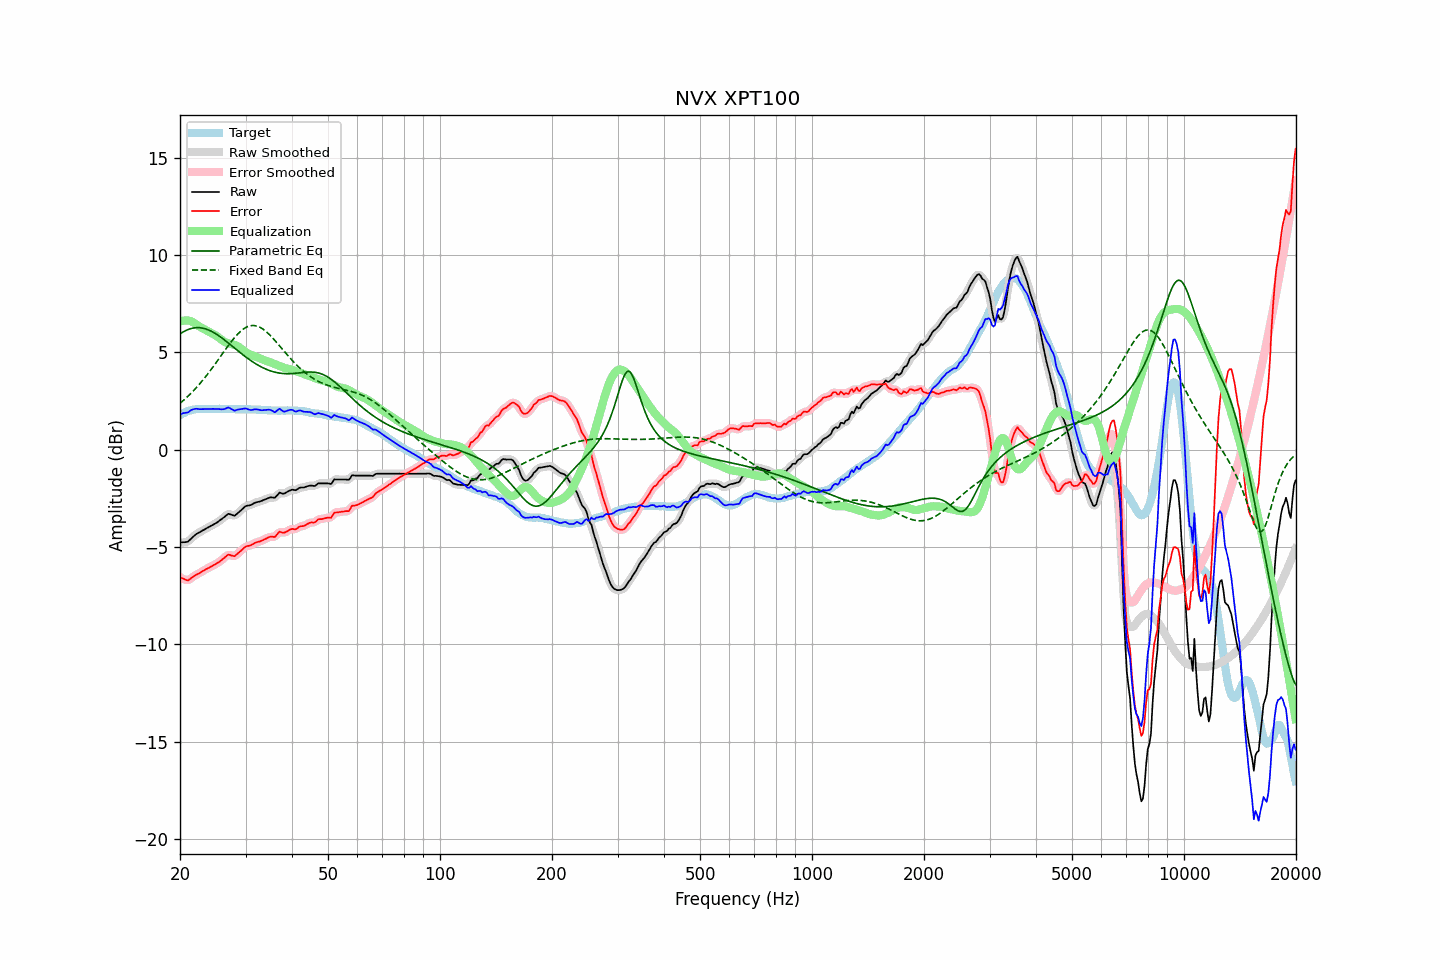 NVX XPT100
Target
Raw Smoothed
Error Smoothed
Raw
Error
Equalization
Parametric Eq
Fixed Band Eq
Equalized
Amplitude (dBr)
15
10
5
0
−5
−10
−15
−20
20
50
100
200
500
1000
2000
5000
10000
20000
Frequency (Hz)